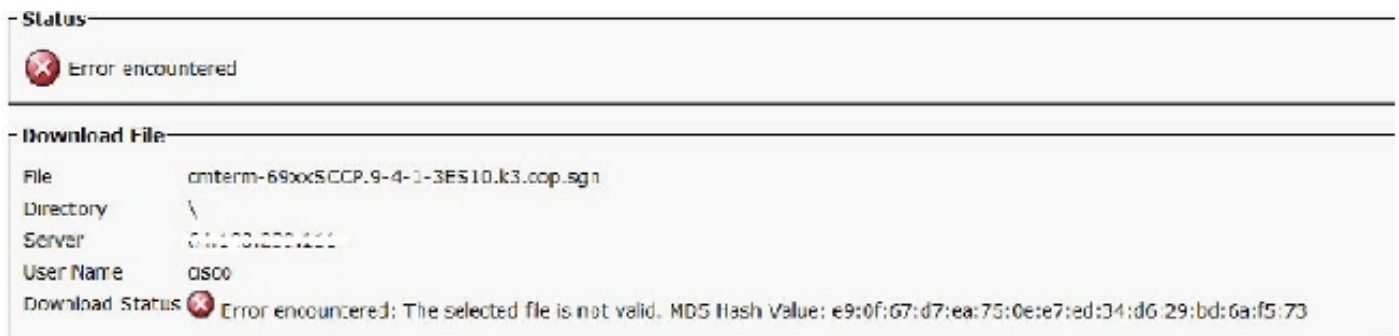 Status
Error encountered
Download File
File cmterm-69xxSCCP.9-4-1-3ES10.k3.cop.sgn
Directory \
Server
User Name cisco
Download Status Error encountered: The selected file is not valid. MD5 Hash Value: e9:0f:67:d7:ea:75:0e:e7:ed:34:d6:29:bd:6a:f5:73